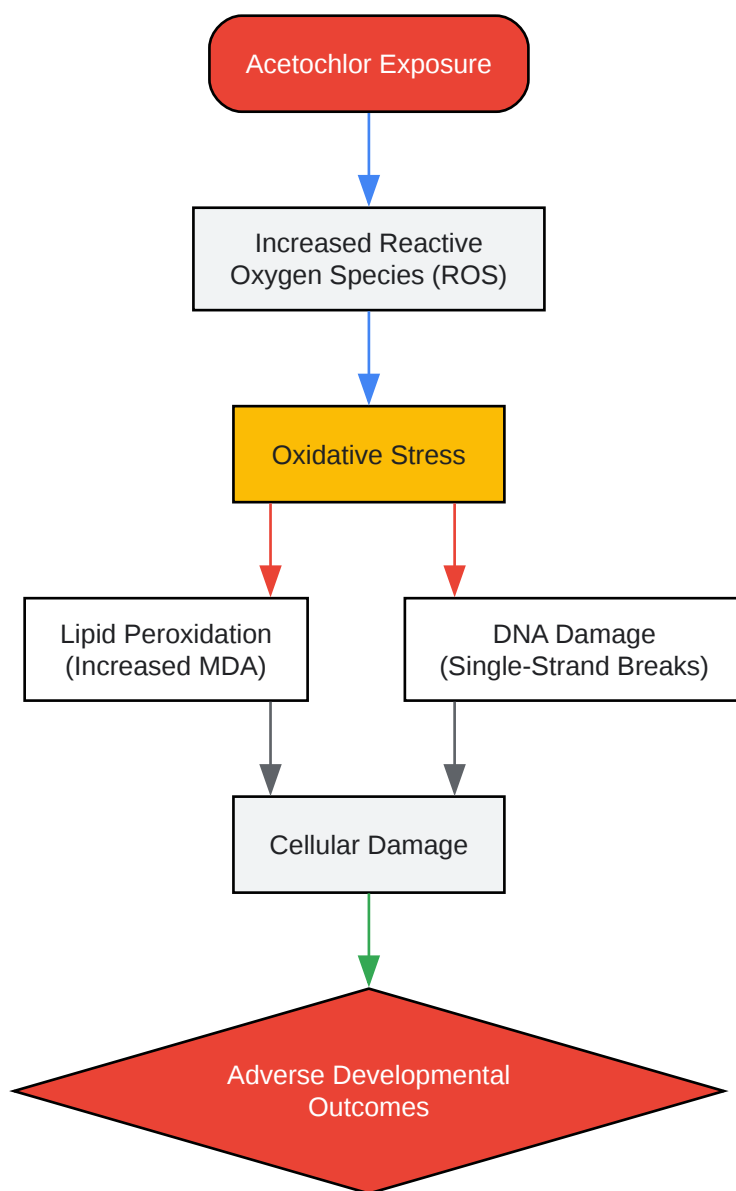 Acetochlor Exposure
Increased Reactive
Oxygen Species (ROS)
Oxidative Stress
Lipid Peroxidation
(Increased MDA)
DNA Damage
(Single-Strand Breaks)
Cellular Damage
Adverse Developmental
Outcomes